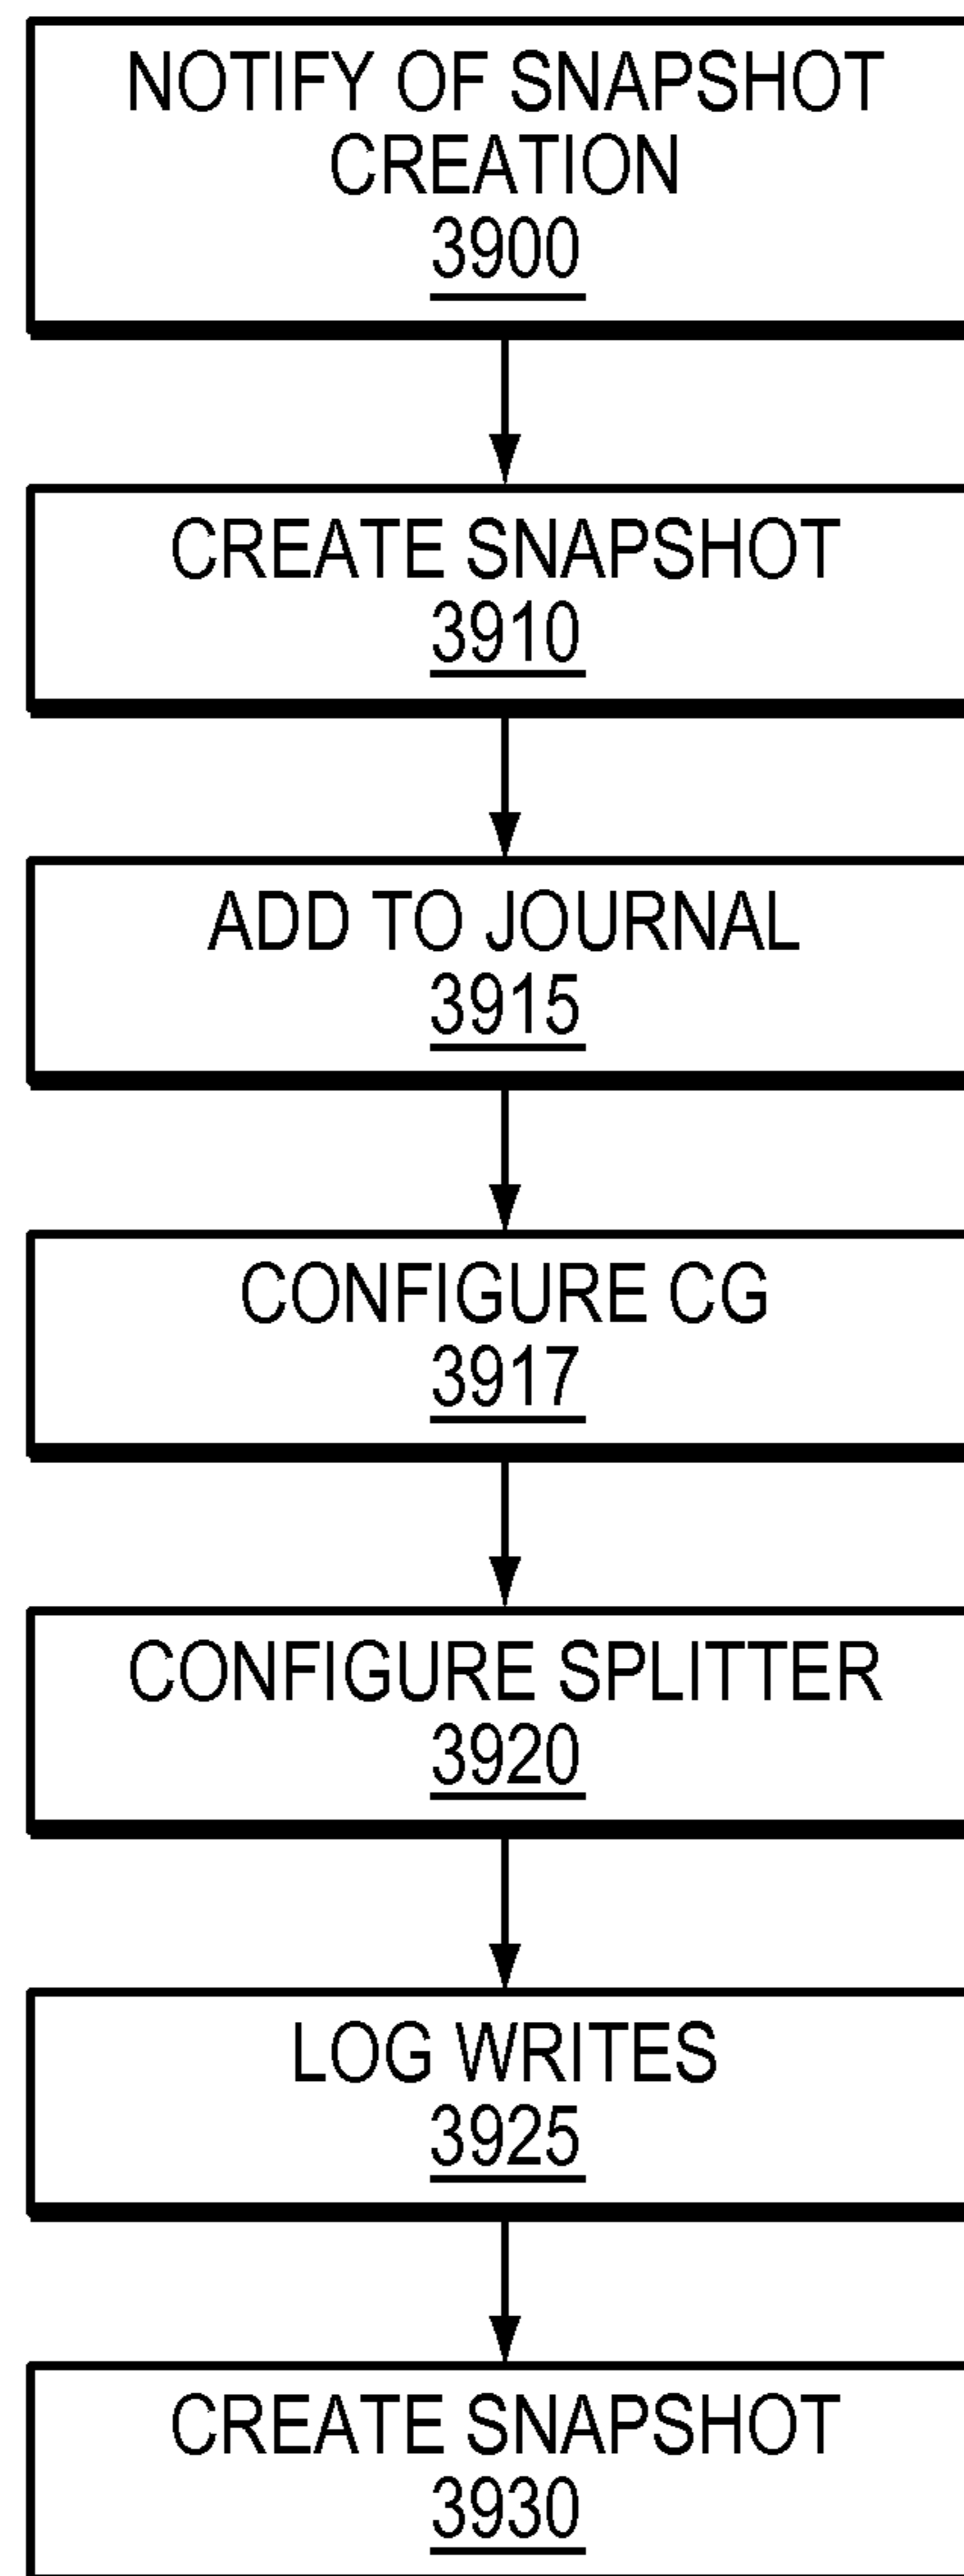 NOTIFY OF SNAPSHOT
CREATION
3900
CREATE SNAPSHOT
3910
ADD TO JOURNAL
3915
CONFIGURE CG
3917
CONFIGURE SPLITTER
3920
LOG WRITES
3925
CREATE SNAPSHOT
3930